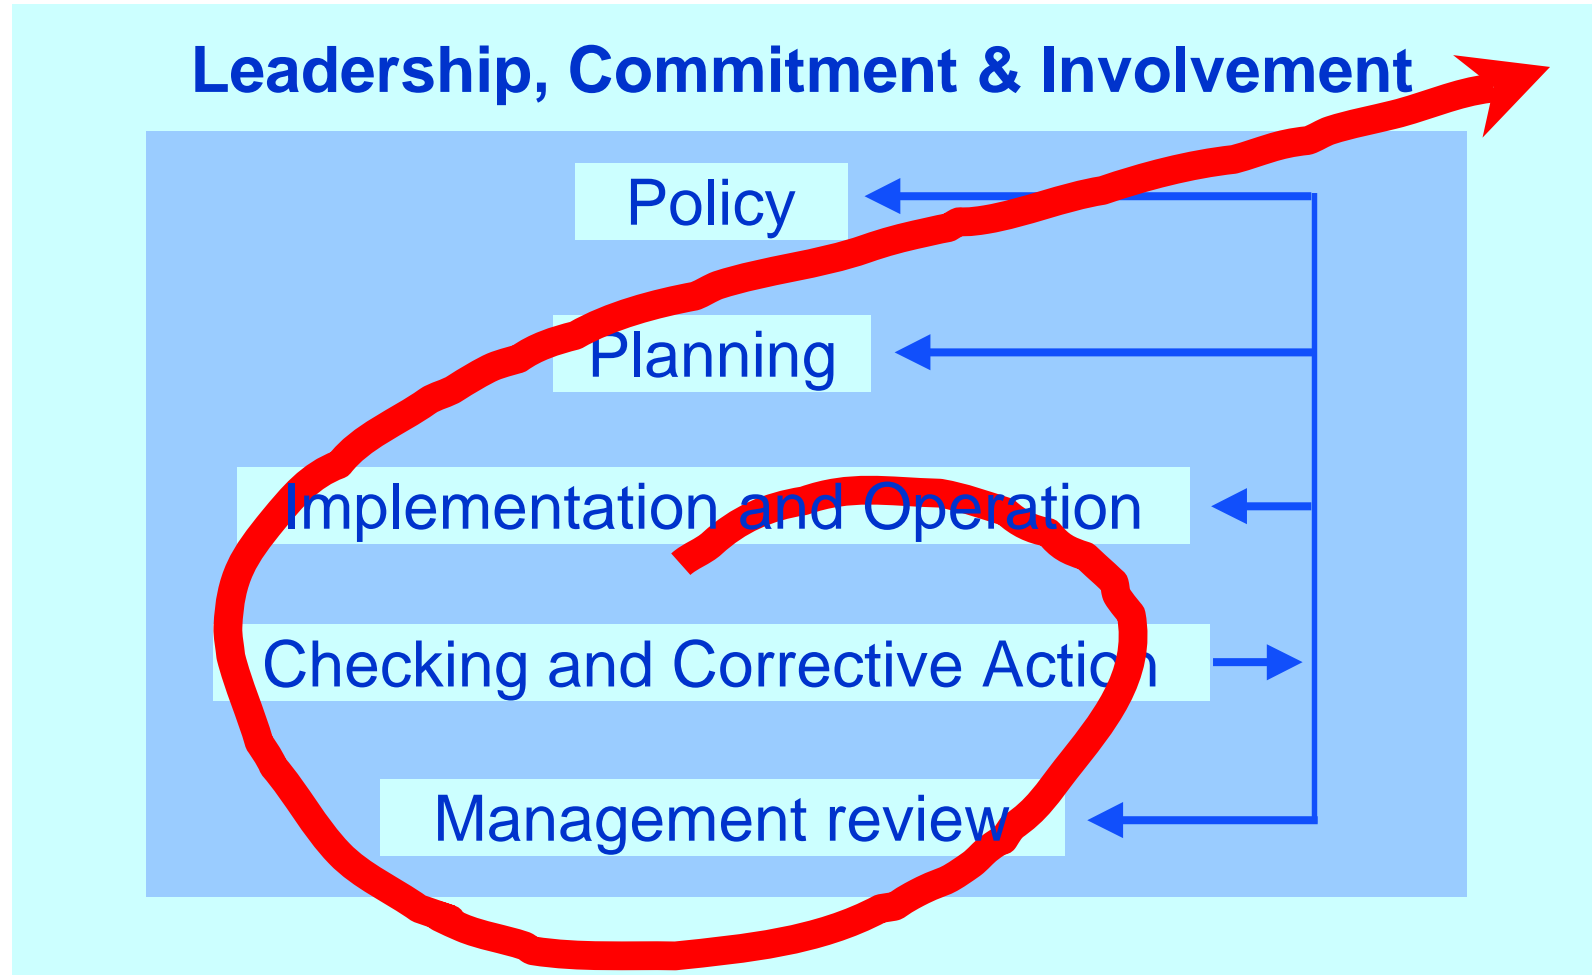 Leadership, Commitment & Involvement
Policy
Planning
Implementation and Operation
Checking and Corrective Action
Management review